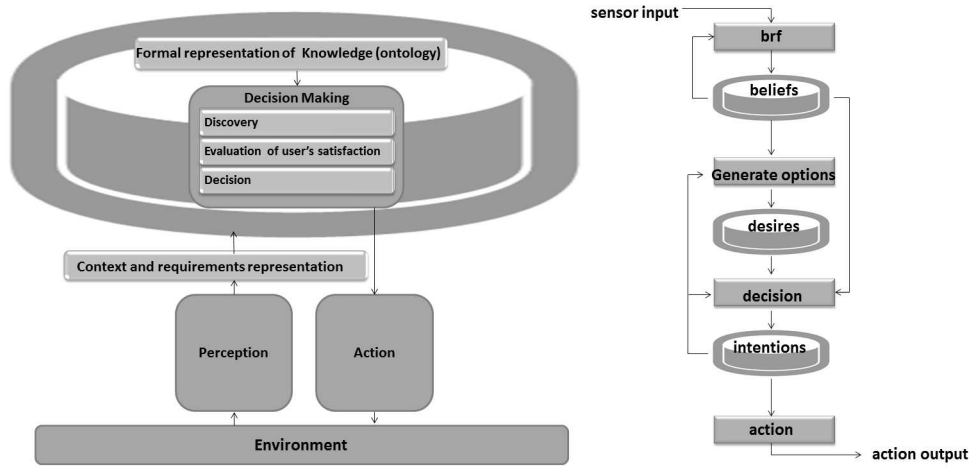 Formal representation of Knowledge (ontology)
Decision Making
Discovery
Evaluation of user's satisfaction
Decision
Context and requirements representation
Perception
Action
Environment
sensor input
brf
beliefs
Generate options
desires
decision
intentions
action
action output